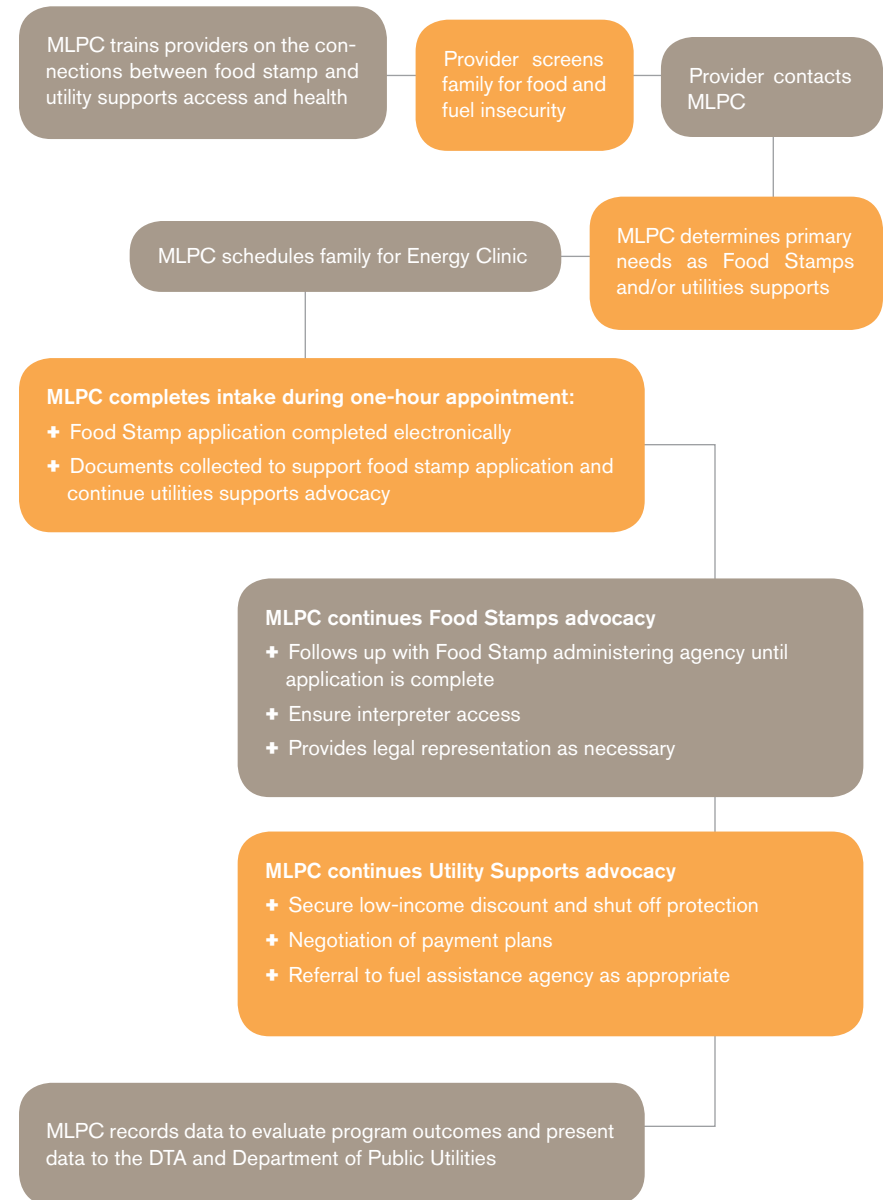 MLPC trains providers on the con-
nections between food stamp and
utility supports access and health
Provider screens
family for food and
fuel insecurity
Provider contacts
MLPC
MLPC determines primary
needs as Food Stamps
and/or utilities supports
MLPC schedules family for Energy Clinic
MLPC completes intake during one-hour appointment:
+ Food Stamp application completed electronically
+ Documents collected to support food stamp application and
continue utilities supports advocacy
MLPC continues Food Stamps advocacy
+ Follows up with Food Stamp administering agency until
application is complete
+ Ensure interpreter access
+ Provides legal representation as necessary
MLPC continues Utility Supports advocacy
+ Secure low-income discount and shut off protection
+ Negotiation of payment plans
+ Referral to fuel assistance agency as appropriate
MLPC records data to evaluate program outcomes and present
data to the DTA and Department of Public Utilities